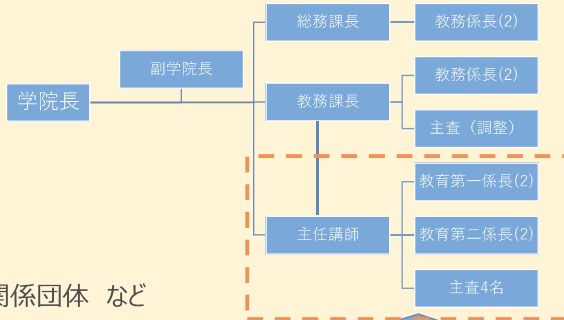 総務課長
教務係長(2)
副学院長
教務係長(2)
学院長
教務課長
主査（調整）
教育第一係長(2)
主任講師
教育第二係長(2)
主査4名
関係団体 など